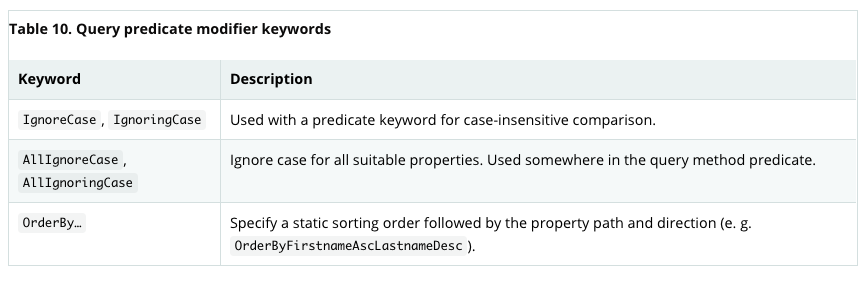 Table 10. Query predicate modifier keywords
Keyword Description
IgnoreCase , IgnoringCase Used with a predicate keyword for case-insensitive comparison.
AllIgnoreCase , Ignore case for all suitable properties. Used somewhere in the query method predicate.
AllIgnoringCase
OrderBy… Specify a static sorting order followed by the property path and direction (e. g.
OrderByFirstnameAscLastnameDesc ).